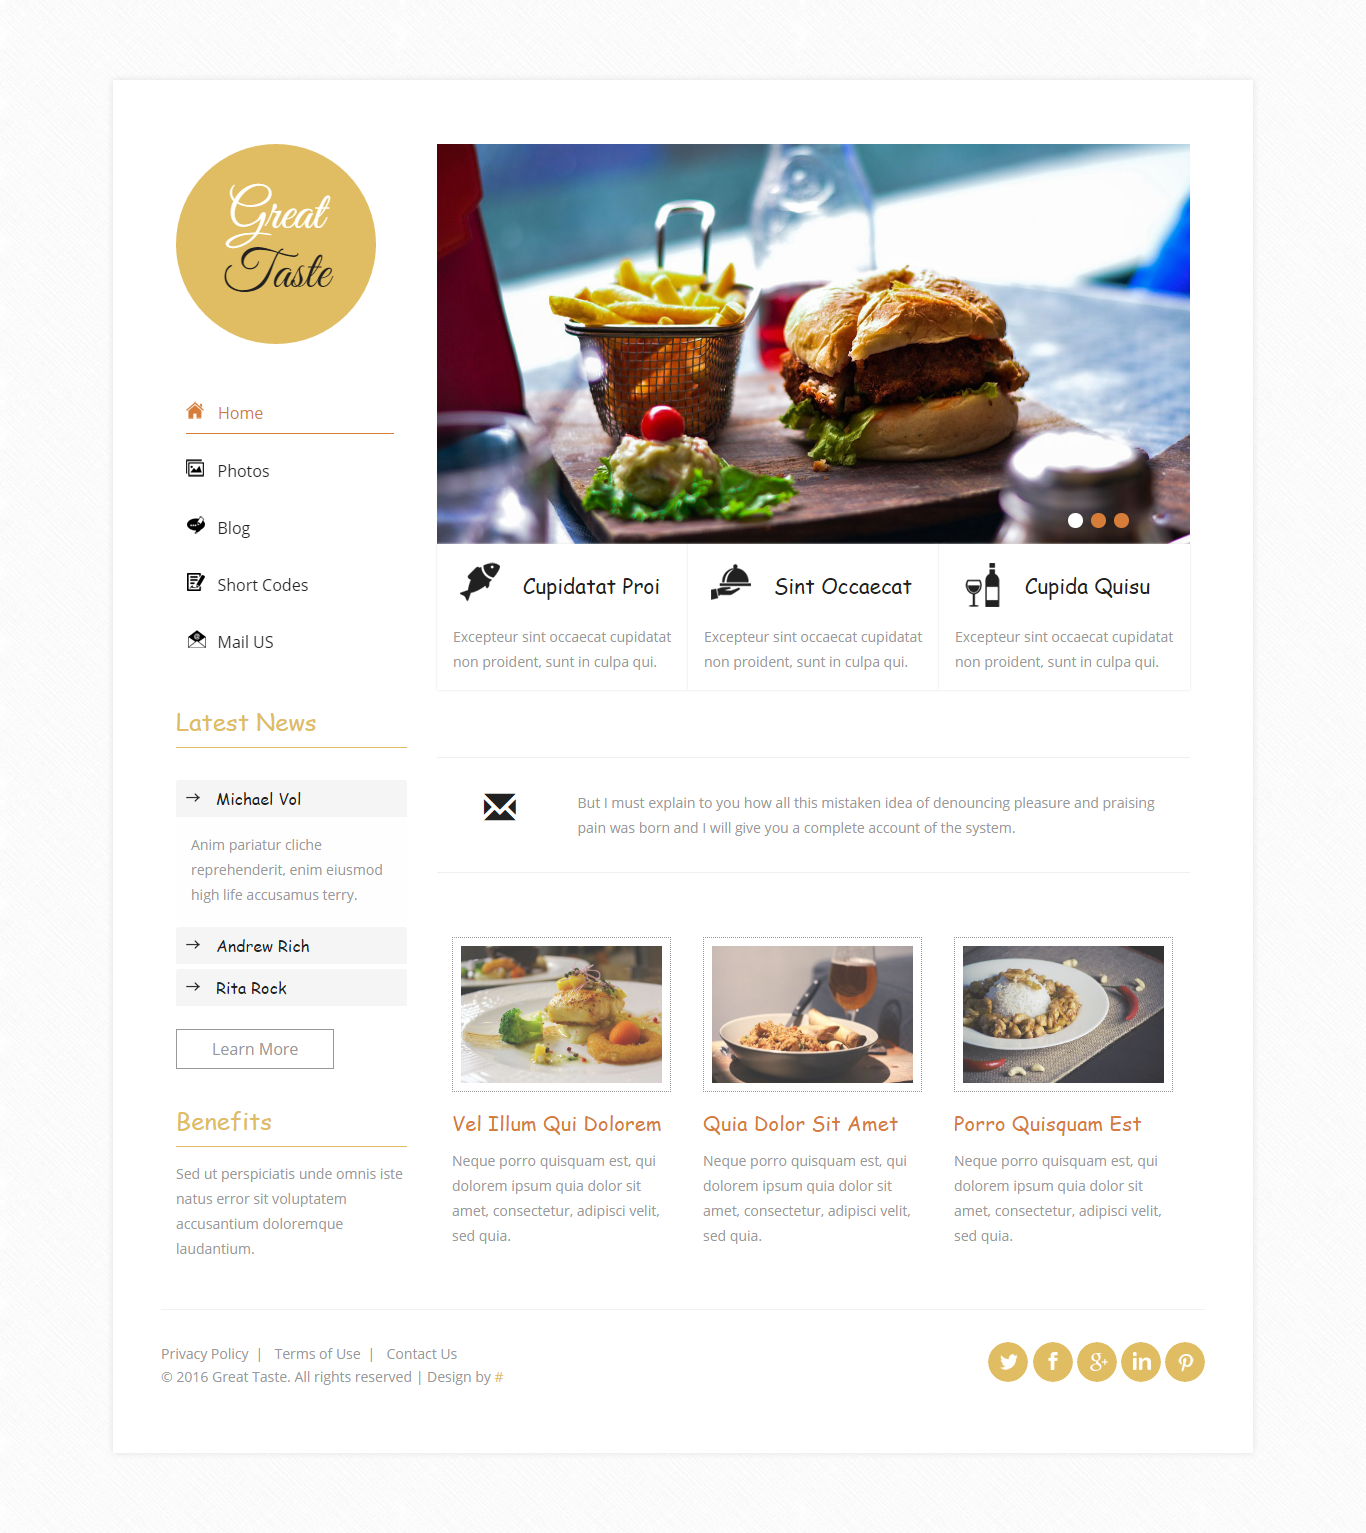 Great
Taste
Home
Photos
Blog
Short Codes
Mail US
Latest News
Michael Vol
Anim pariatur cliche
reprehenderit, enim eiusmod
high life accusamus terry.
Andrew Rich
Rita Rock
Learn More
Benefits
Sed ut perspiciatis unde omnis iste
natus error sit voluptatem
accusantium doloremque
laudantium.
Cupidatat Proi
Excepteur sint occaecat cupidatat
non proident, sunt in culpa qui.
Sint Occaecat
Excepteur sint occaecat cupidatat
non proident, sunt in culpa qui.
Cupida Quisu
Excepteur sint occaecat cupidatat
non proident, sunt in culpa qui.
But I must explain to you how all this mistaken idea of denouncing pleasure and praising
pain was born and I will give you a complete account of the system.
Vel Illum Qui Dolorem
Neque porro quisquam est, qui
dolorem ipsum quia dolor sit
amet, consectetur, adipisci velit,
sed quia.
Quia Dolor Sit Amet
Neque porro quisquam est, qui
dolorem ipsum quia dolor sit
amet, consectetur, adipisci velit,
sed quia.
Porro Quisquam Est
Neque porro quisquam est, qui
dolorem ipsum quia dolor sit
amet, consectetur, adipisci velit,
sed quia.
Privacy Policy | Terms of Use | Contact Us
© 2016 Great Taste. All rights reserved | Design by #